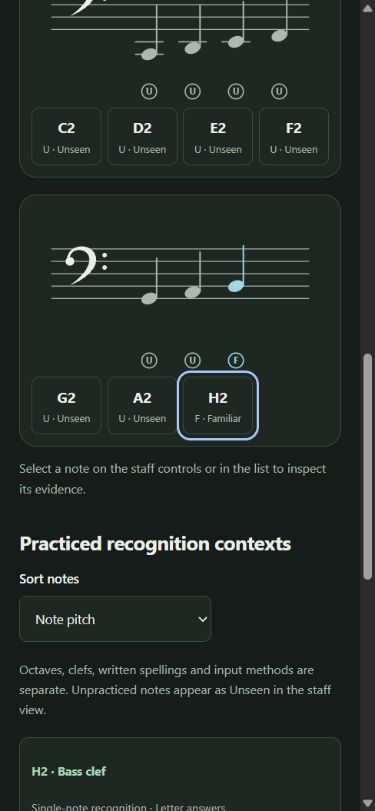 U U U U
C2 D2 E2 F2
U · Unseen U · Unseen U · Unseen U · Unseen
U U F
G2 A2 H2
U · Unseen U · Unseen F · Familiar
Select a note on the staff controls or in the list to inspect
its evidence.
Practiced recognition contexts
Sort notes
Note pitch
Octaves, clefs, written spellings and input methods are
separate. Unpracticed notes appear as Unseen in the staff
view.
H2 · Bass clef
Single-note recognition · Letter answers